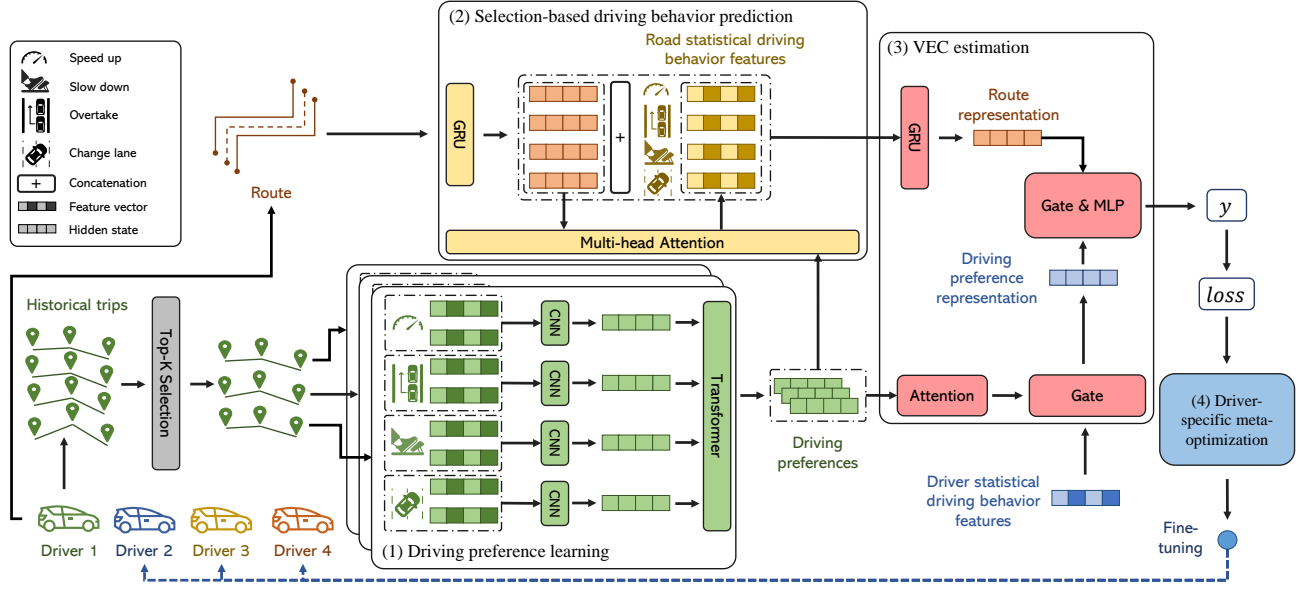 Speed up
Slow down
Overtake
Change lane
+
Concatenation
Feature vector
Hidden state
Route
(2) Selection-based driving behavior prediction
Road statistical driving
behavior features
GRU
+
Multi-head Attention
(3) VEC estimation
GRU
Route
representation
Gate & MLP
Driving
preference
representation
Attention
Gate
y
loss
(4) Driver-
specific meta-
optimization
Fine-
tuning
Historical trips
Top-K Selection
CNN
CNN
CNN
CNN
Transformer
(1) Driving preference learning
Driving
preferences
Driver statistical
driving behavior
features
Driver 1
Driver 2
Driver 3
Driver 4